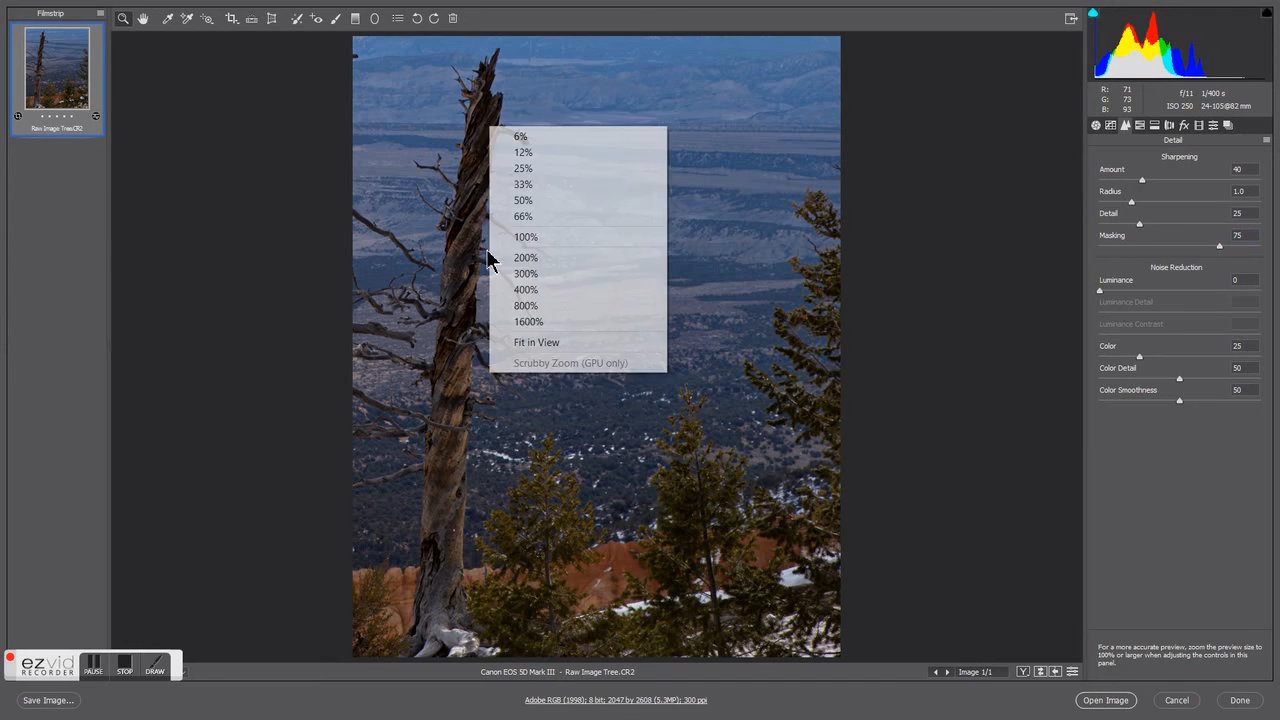 Filmstrip
Raw Image Tree.CR2
6%
12%
25%
33%
50%
66%
100%
200%
300%
400%
800%
1600%
Fit in View
Scrubby Zoom (GPU only)
R: 71
G: 73
B: 93
f/11 1/400 s
ISO 250 24-105@82 mm
Detail
Sharpening
Amount 40
Radius 1.0
Detail 25
Masking 75
Noise Reduction
Luminance 0
Luminance Detail
Luminance Contrast
Color 25
Color Detail 50
Color Smoothness 50
For a more accurate preview, zoom the preview size to
100% or larger when adjusting the controls in this
panel.
ezvid
RECORDER
PAUSE
STOP
DRAW
Canon EOS 5D Mark III - Raw Image Tree.CR2
Image 1/1
Y
Save Image...
Adobe RGB (1998); 8 bit; 2047 by 2608 (5.3MP); 300 ppi
Open Image
Cancel
Done